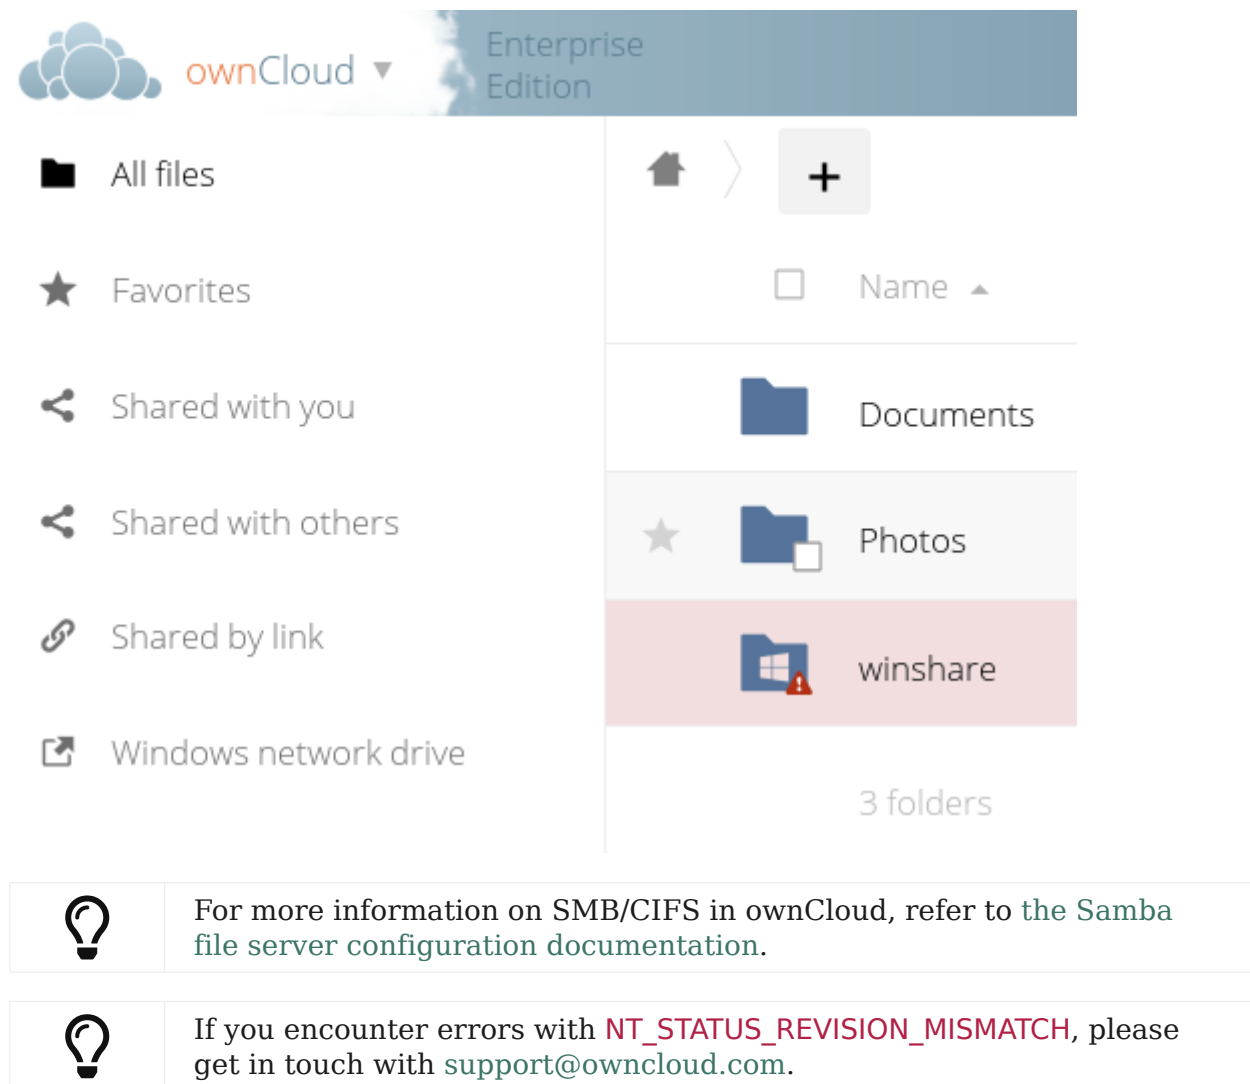 ownCloud
Enterprise
Edition
All files
Favorites
Shared with you
Shared with others
Shared by link
Windows network drive
Name
Documents
Photos
winshare
3 folders
For more information on SMB/CIFS in ownCloud, refer to the Samba
file server configuration documentation.
If you encounter errors with NT_STATUS_REVISION_MISMATCH, please
get in touch with support@owncloud.com.